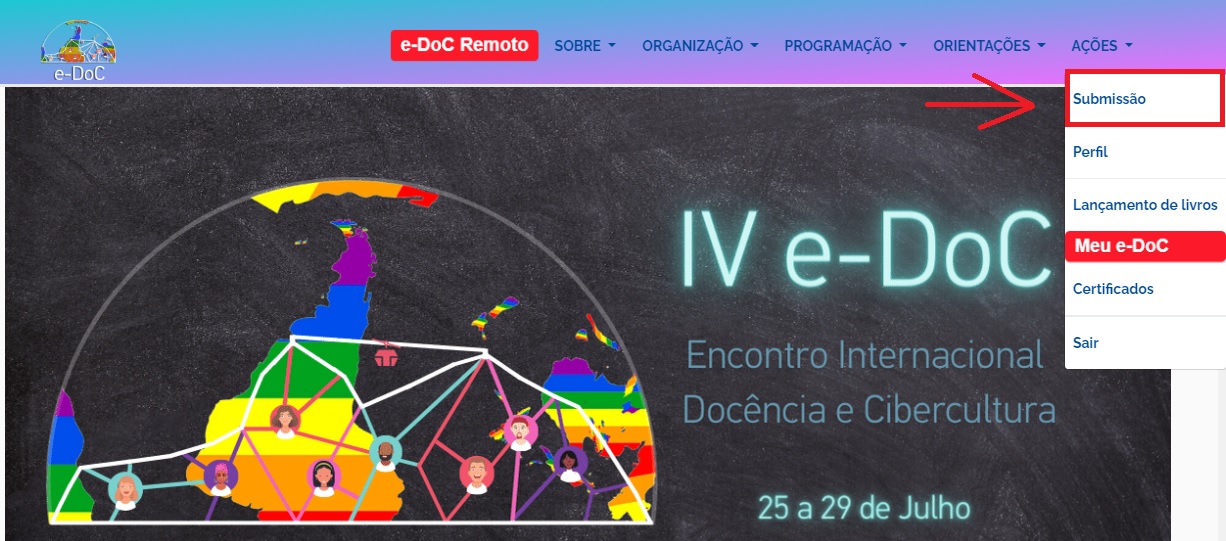 e-DoC
e-DoC Remoto
SOBRE
ORGANIZAÇÃO
PROGRAMAÇÃO
ORIENTAÇÕES
AÇÕES
Submissão
Perfil
Lançamento de livros
Meu e-DoC
Certificados
Sair
IV e-DoC
Encontro Internacional
Docência e Cibercultura
25 a 29 de Julho